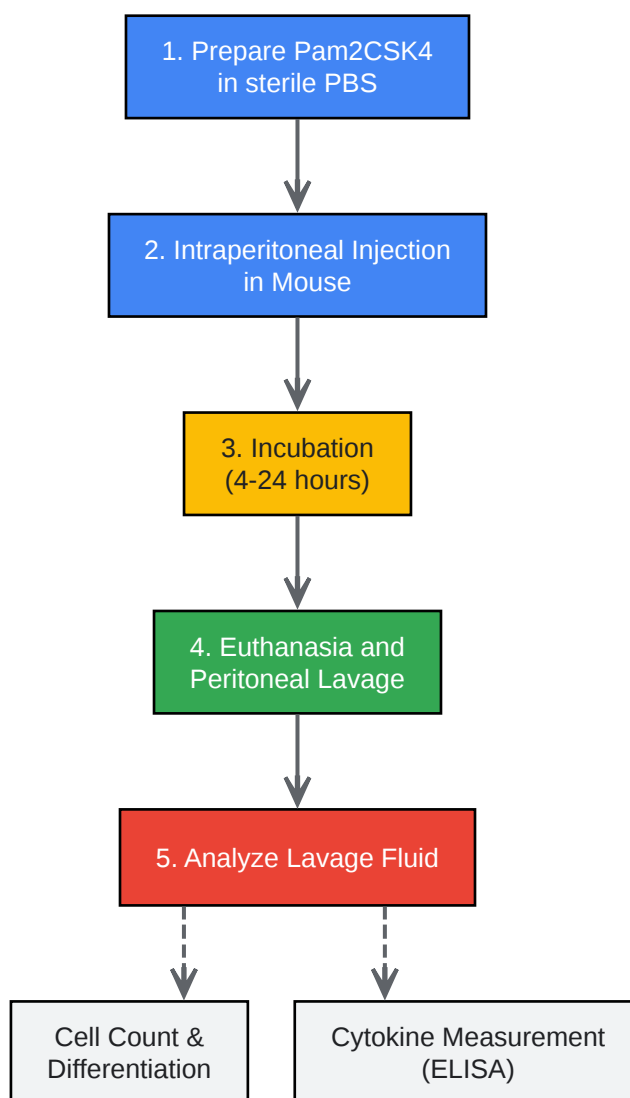 1. Prepare Pam2CSK4
in sterile PBS
2. Intraperitoneal Injection
in Mouse
3. Incubation
(4-24 hours)
4. Euthanasia and
Peritoneal Lavage
5. Analyze Lavage Fluid
Cell Count &
Differentiation
Cytokine Measurement
(ELISA)